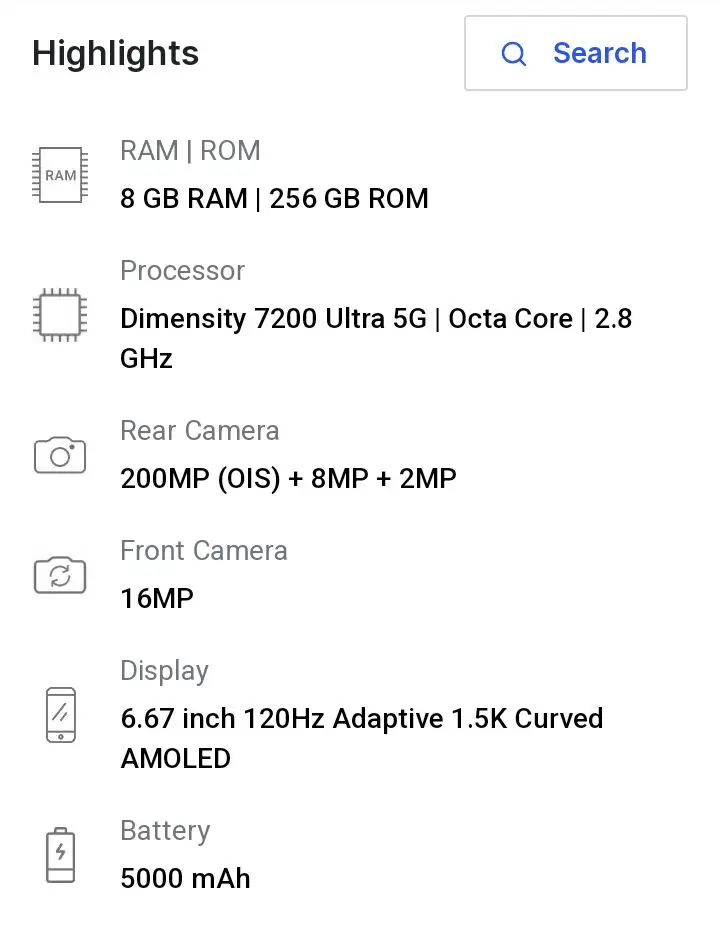 Highlights
Search
RAM | ROM
RAM
8 GB RAM | 256 GB ROM
Processor
Dimensity 7200 Ultra 5G | Octa Core | 2.8
GHz
Rear Camera
200MP (OIS) + 8MP + 2MP
Front Camera
16MP
Display
6.67 inch 120Hz Adaptive 1.5K Curved
AMOLED
Battery
5000 mAh